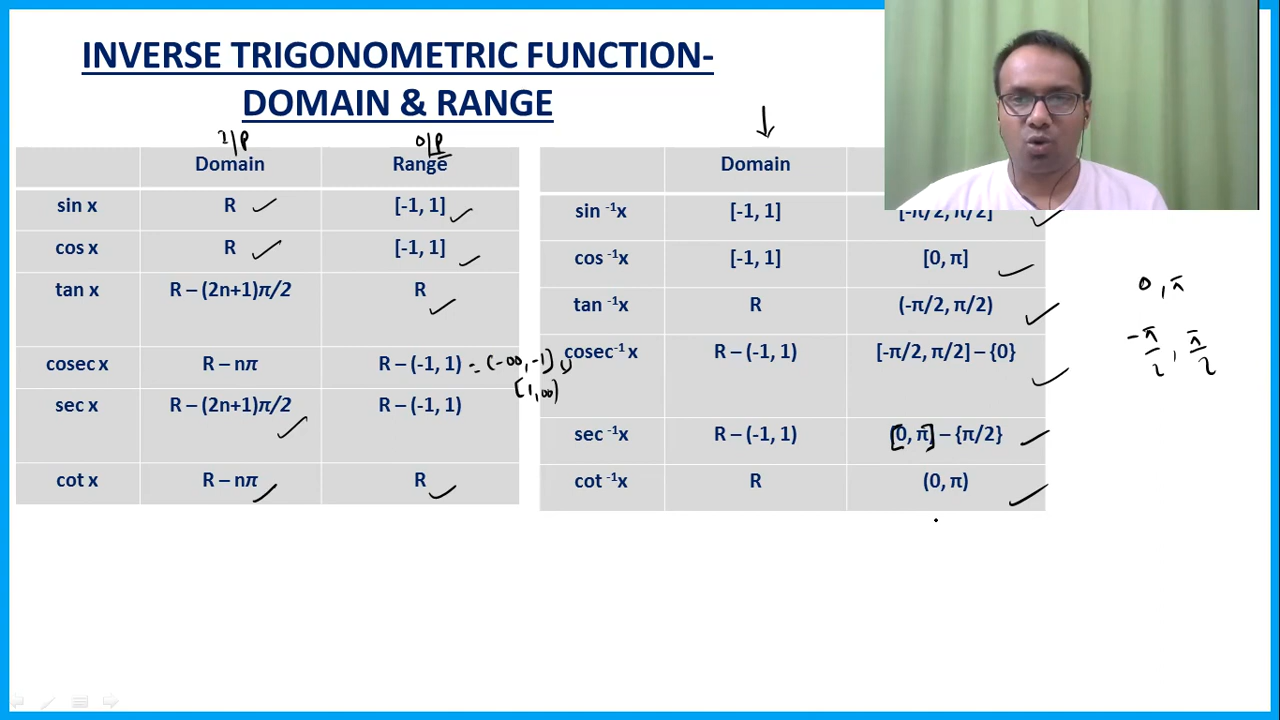 INVERSE TRIGONOMETRIC FUNCTION-
DOMAIN & RANGE
I/P O/P
Domain Range
sin x R [-1, 1]
cos x R [-1, 1]
tan x R – (2n+1)π/2 R
cosec x R – nπ R – (-1, 1) = (-∞, -1) ∪
[1, ∞)
sec x R – (2n+1)π/2 R – (-1, 1)
cot x R – nπ R
Domain
sin -1x [-1, 1] [-π/2, π/2]
cos -1x [-1, 1] [0, π]
tan -1x R (-π/2, π/2)
cosec-1 x R – (-1, 1) [-π/2, π/2] – {0}
sec -1x R – (-1, 1) [0, π] – {π/2}
cot -1x R (0, π)
0, π
-π/2, π/2